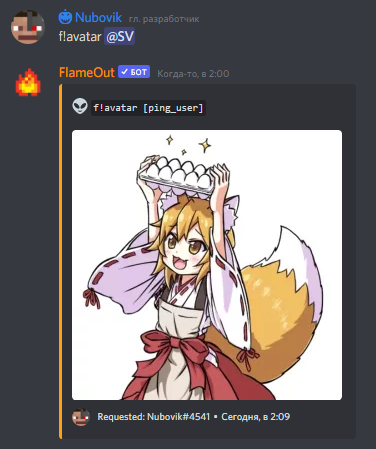 Nubovik гл. разработчик
f!avatar @SV
FlameOut ✓ БОТ Когда-то, в 2:00
f!avatar [ping_user]
Requested: Nubovik#4541 • Сегодня, в 2:09